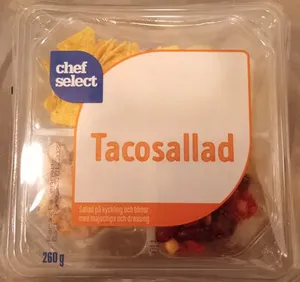 chef
select
Tacosallad
Sallad på kyckling och bönor
med majschips och dressing
260 g